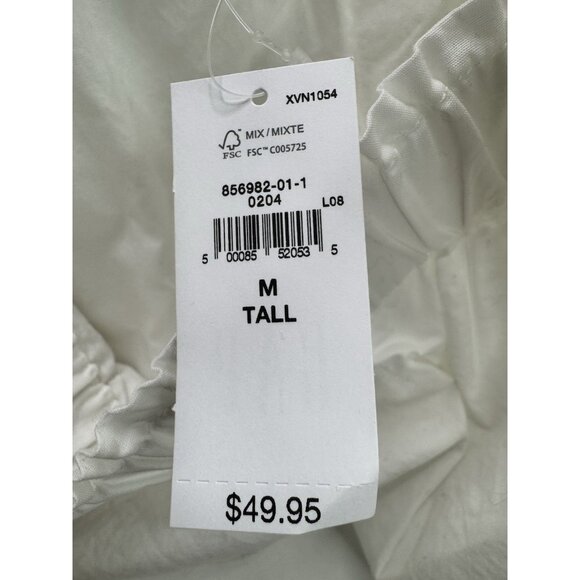 XVN1054
MIX / MIXTE
FSC FSC™ C005725
856982-01-1
0204 L08
5 00085 52053 5
M
TALL
$49.95